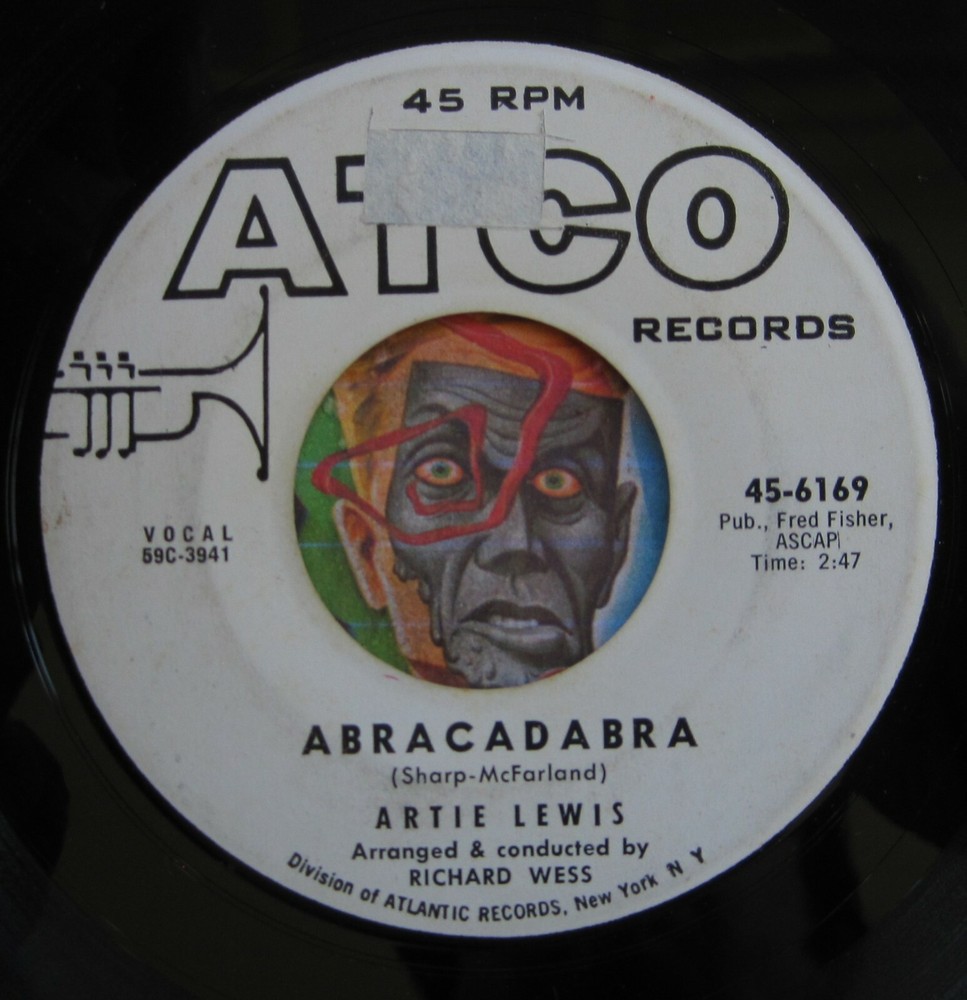 45 RPM
ATCO
RECORDS
VOCAL
59C-3941
45-6169
Pub., Fred Fisher,
ASCAP
Time: 2:47
ABRACADABRA
(Sharp-McFarland)
ARTIE LEWIS
Arranged & conducted by
RICHARD WESS
Division of ATLANTIC RECORDS, New York N Y